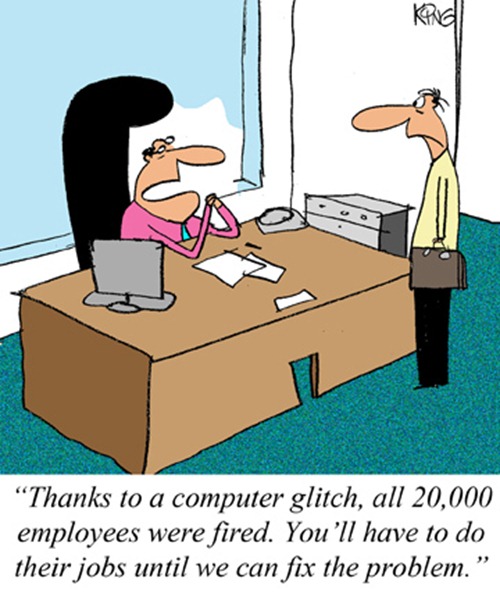 “Thanks to a computer glitch, all 20,000
employees were fired. You’ll have to do
their jobs until we can fix the problem.”